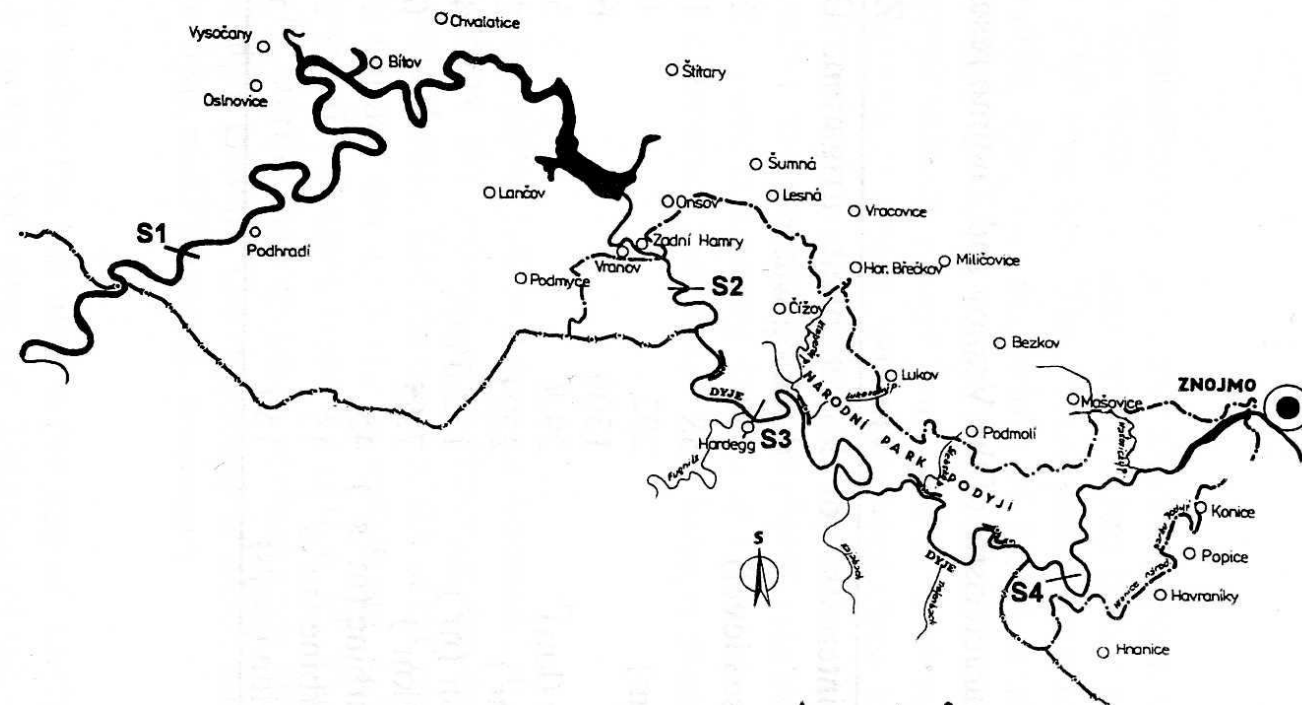 Chvalatice
Vysočany
Bítov
Štítary
Oslnovice
Šumná
Lančov
Lesná
Onšov
Vracovice
S1
Podhradí
Zadní Hamry
Vranov
Hor. Břečkov
Miličovice
Podmyče
S2
Čížov
Bezkov
NÁRODNÍ PARK PODYJÍ
Lukov
ZNOJMO
DYJE
Mašovice
S3
Hardegg
Podmolí
Konice
S
DYJE
Popice
S4
Havraníky
Hnanice